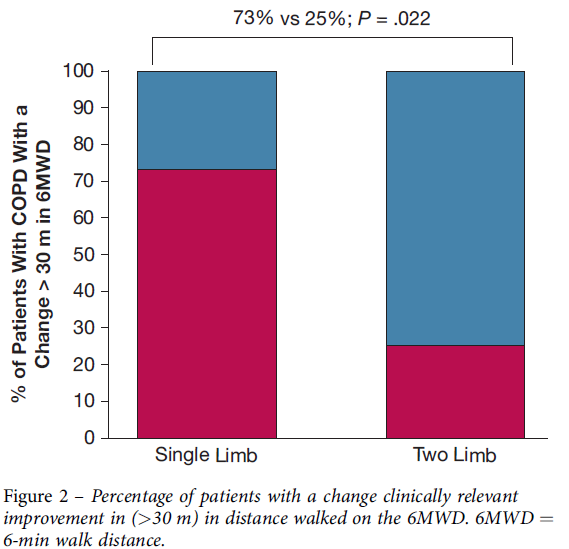 73% vs 25%; P = .022
% of Patients With COPD With a
Change > 30 m in 6MWD
100
90
80
70
60
50
40
30
20
10
0
Single Limb
Two Limb
Figure 2 – Percentage of patients with a change clinically relevant
improvement in (>30 m) in distance walked on the 6MWD. 6MWD =
6-min walk distance.